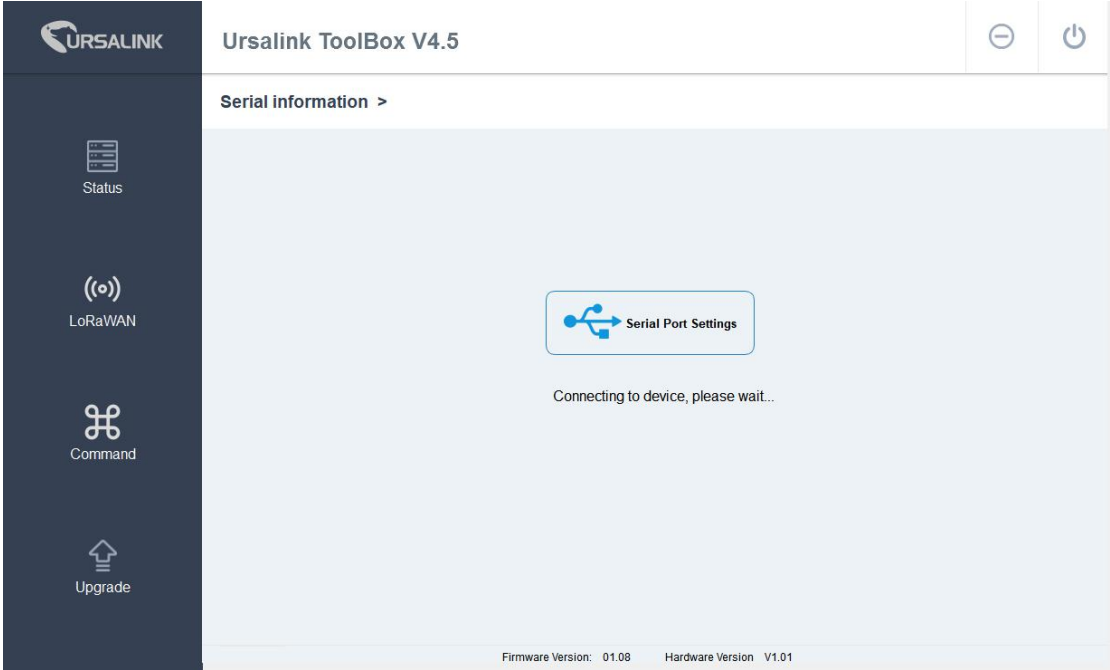 URSALINK
Ursalink ToolBox V4.5
Serial information >
Status
LoRaWAN
Command
Upgrade
Serial Port Settings
Connecting to device, please wait...
Firmware Version: 01.08 Hardware Version V1.01